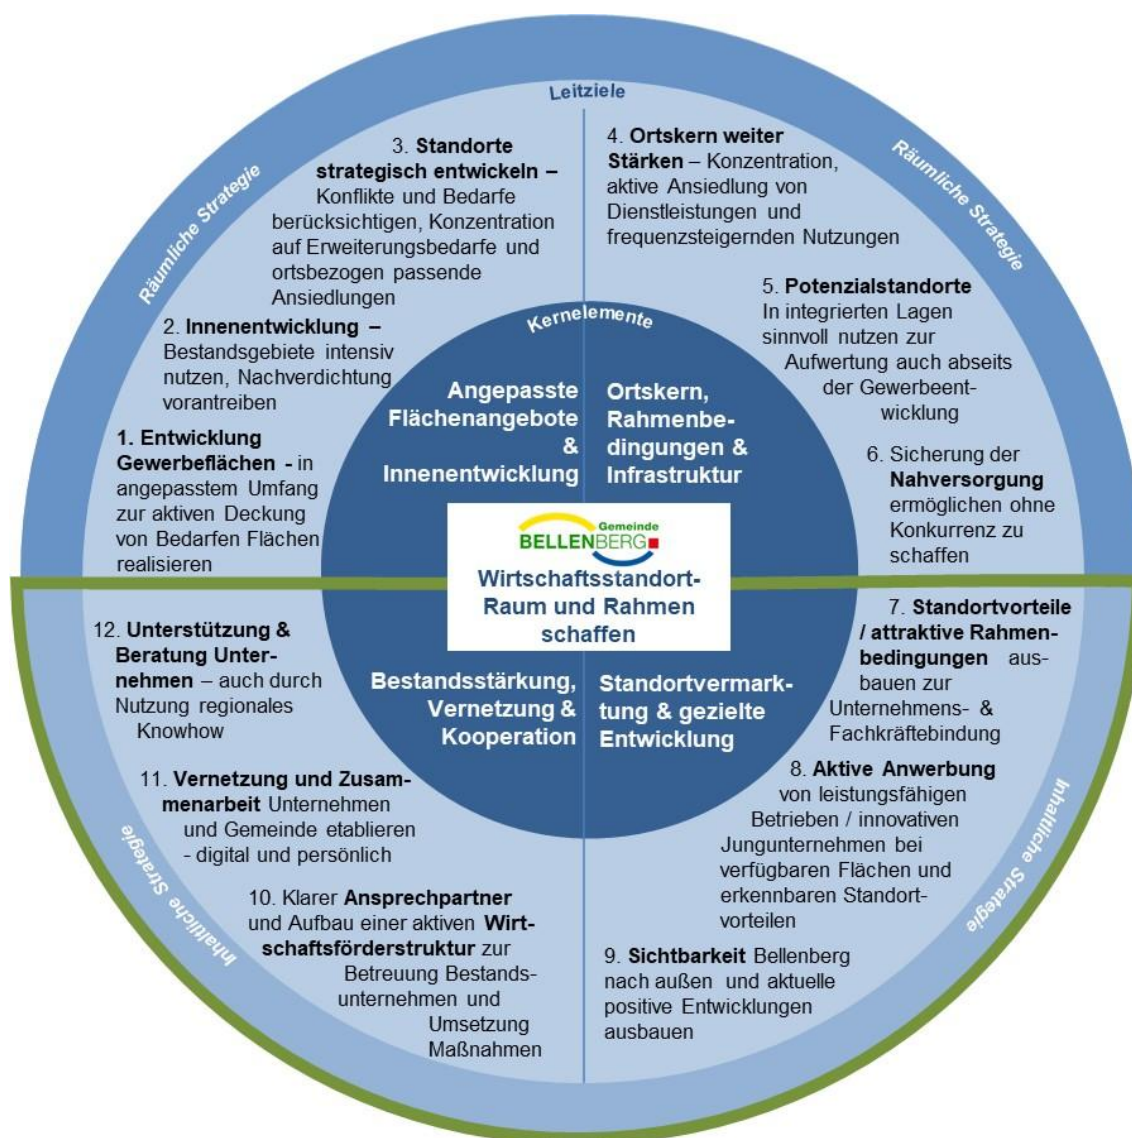 Leitziele
Räumliche Strategie
Räumliche Strategie
3. Standorte
strategisch entwickeln –
Konflikte und Bedarfe
berücksichtigen, Konzentration
auf Erweiterungsbedarfe und
ortsbezogen passende
Ansiedlungen
2. Innenentwicklung –
Bestandsgebiete intensiv
nutzen, Nachverdichtung
vorantreiben
1. Entwicklung
Gewerbeflächen - in
angepasstem Umfang
zur aktiven Deckung
von Bedarfen Flächen
realisieren
4. Ortskern weiter
Stärken – Konzentration,
aktive Ansiedlung von
Dienstleistungen und
frequenzsteigernden Nutzungen
5. Potenzialstandorte
In integrierten Lagen
sinnvoll nutzen zur
Aufwertung auch abseits
der Gewerbeent-
wicklung
6. Sicherung der
Nahversorgung
ermöglichen ohne
Konkurrenz zu
schaffen
Kernelemente
Angepasste
Flächenangebote
&
Innenentwicklung
Ortskern,
Rahmenbe-
dingungen &
Infrastruktur
Gemeinde
BELLENBERG
Wirtschaftsstandort-
Raum und Rahmen
schaffen
Bestandsstärkung,
Vernetzung &
Kooperation
Standortvermark-
tung & gezielte
Entwicklung
7. Standortvorteile
/ attraktive Rahmen-
bedingungen aus-
bauen zur
Unternehmens- &
Fachkräftebindung
8. Aktive Anwerbung
von leistungsfähigen
Betrieben / innovativen
Jungunternehmen bei
verfügbaren Flächen und
erkennbaren Standort-
vorteilen
9. Sichtbarkeit Bellenberg
nach außen und aktuelle
positive Entwicklungen
ausbauen
12. Unterstützung &
Beratung Unter-
nehmen – auch durch
Nutzung regionales
Knowhow
11. Vernetzung und Zusam-
menarbeit Unternehmen
und Gemeinde etablieren
- digital und persönlich
10. Klarer Ansprechpartner
und Aufbau einer aktiven Wirt-
schaftsförderstruktur zur
Betreuung Bestands-
unternehmen und
Umsetzung
Maßnahmen
Inhaltliche Strategie
Inhaltliche Strategie